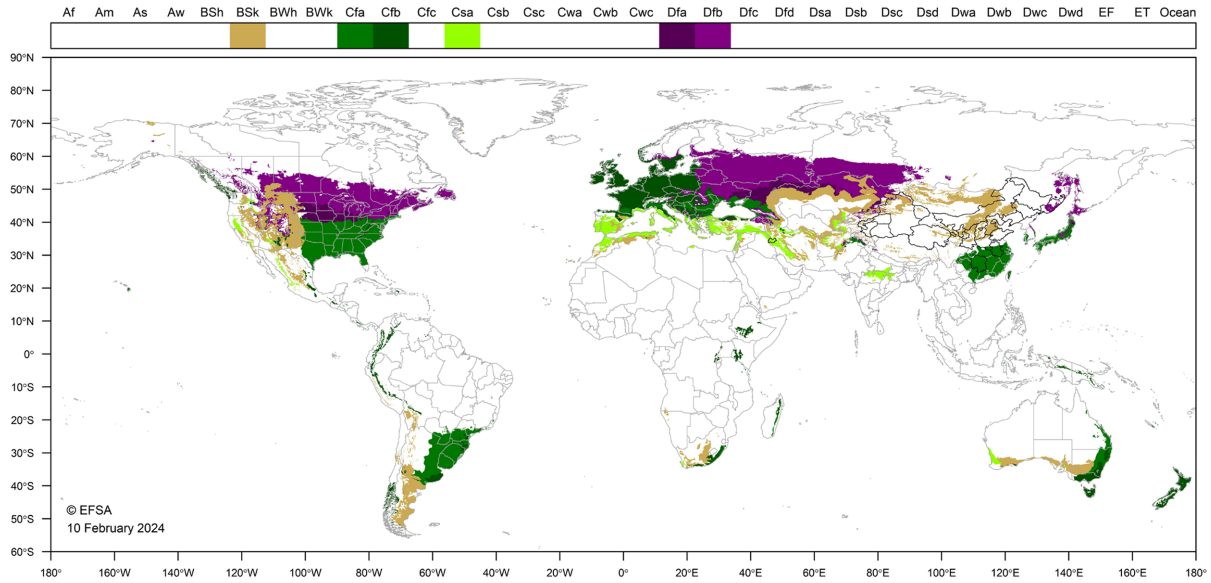 Af Am As Aw BSh BSk BWh BWk Cfa Cfb Cfc Csa Csb Csc Cwa Cwb Cwc Dfa Dfb Dfc Dfd Dsa Dsb Dsc Dsd Dwa Dwb Dwc Dwd EF ET Ocean
90°N
80°N
70°N
60°N
50°N
40°N
30°N
20°N
10°N
0°
10°S
20°S
30°S
40°S
50°S
60°S
© EFSA
10 February 2024
180° 160°W 140°W 120°W 100°W 80°W 60°W 40°W 20°W 0° 20°E 40°E 60°E 80°E 100°E 120°E 140°E 160°E 180°